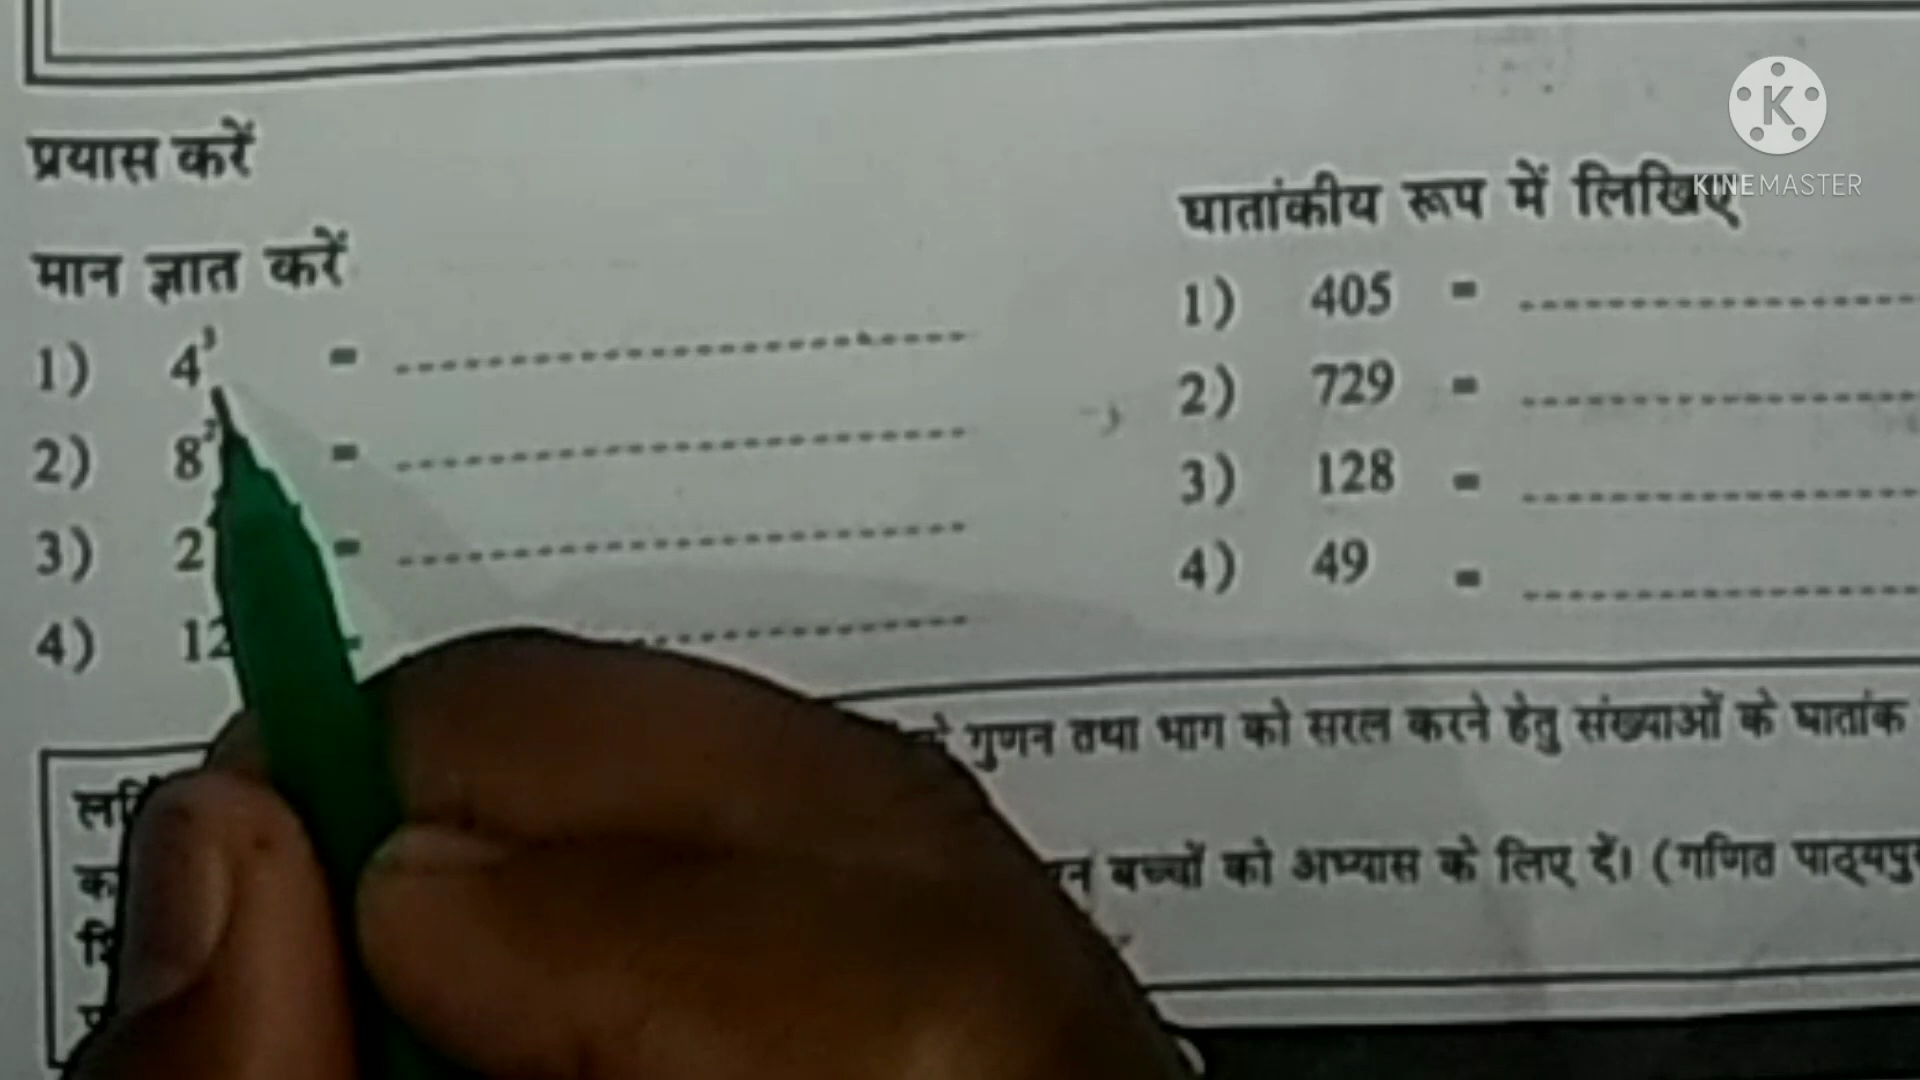 प्रयास करें
मान ज्ञात करें
1) 4³ = ....................
2) 8² = ....................
3) 2 = ....................
4) 12 ....................
घातांकीय रूप में लिखिए
1) 405 = ....................
2) 729 = ....................
3) 128 = ....................
4) 49 = ....................
गुणन तथा भाग को सरल करने हेतु संख्याओं के घातांक
बच्चों को अभ्यास के लिए दें। (गणित
K
KINEMASTER